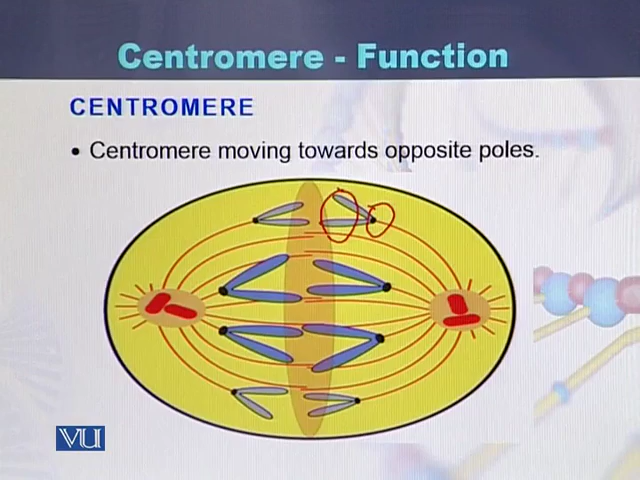 Centromere - Function
CENTROMERE
• Centromere moving towards opposite poles.
VU